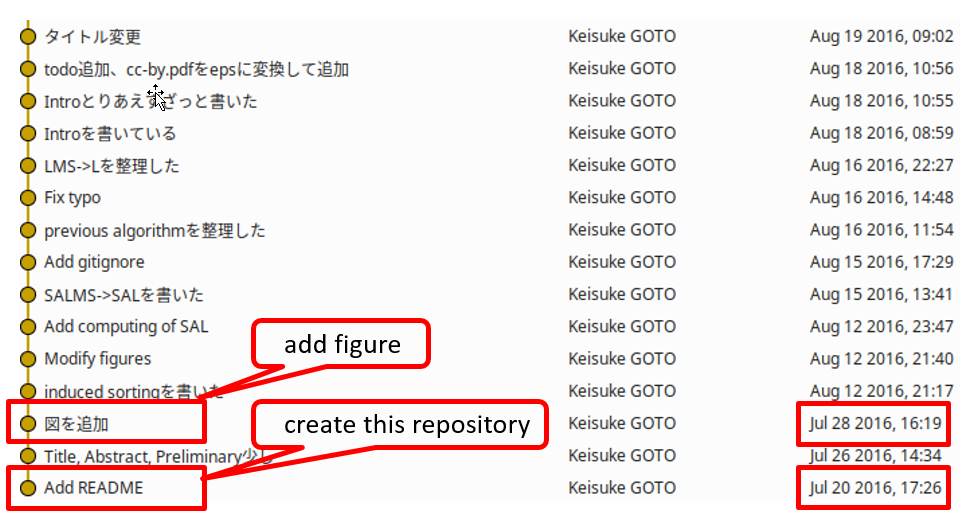 タイトル変更 Keisuke GOTO Aug 19 2016, 09:02
todo追加、cc-by.pdfをepsに変換して追加 Keisuke GOTO Aug 18 2016, 10:56
Introとりあえずざっと書いた Keisuke GOTO Aug 18 2016, 10:55
Introを書いている Keisuke GOTO Aug 18 2016, 08:59
LMS->Lを整理した Keisuke GOTO Aug 16 2016, 22:27
Fix typo Keisuke GOTO Aug 16 2016, 14:48
previous algorithmを整理した Keisuke GOTO Aug 16 2016, 11:54
Add gitignore Keisuke GOTO Aug 15 2016, 17:29
SALMS->SALを書いた Keisuke GOTO Aug 15 2016, 13:41
Add computing of SAL Keisuke GOTO Aug 12 2016, 23:47
add figure
Modify figures Keisuke GOTO Aug 12 2016, 21:40
induced sortingを書いた Keisuke GOTO Aug 12 2016, 21:17
図を追加 Keisuke GOTO Jul 28 2016, 16:19
create this repository
Title, Abstract, Preliminary少し Keisuke GOTO Jul 26 2016, 14:34
Add README Keisuke GOTO Jul 20 2016, 17:26